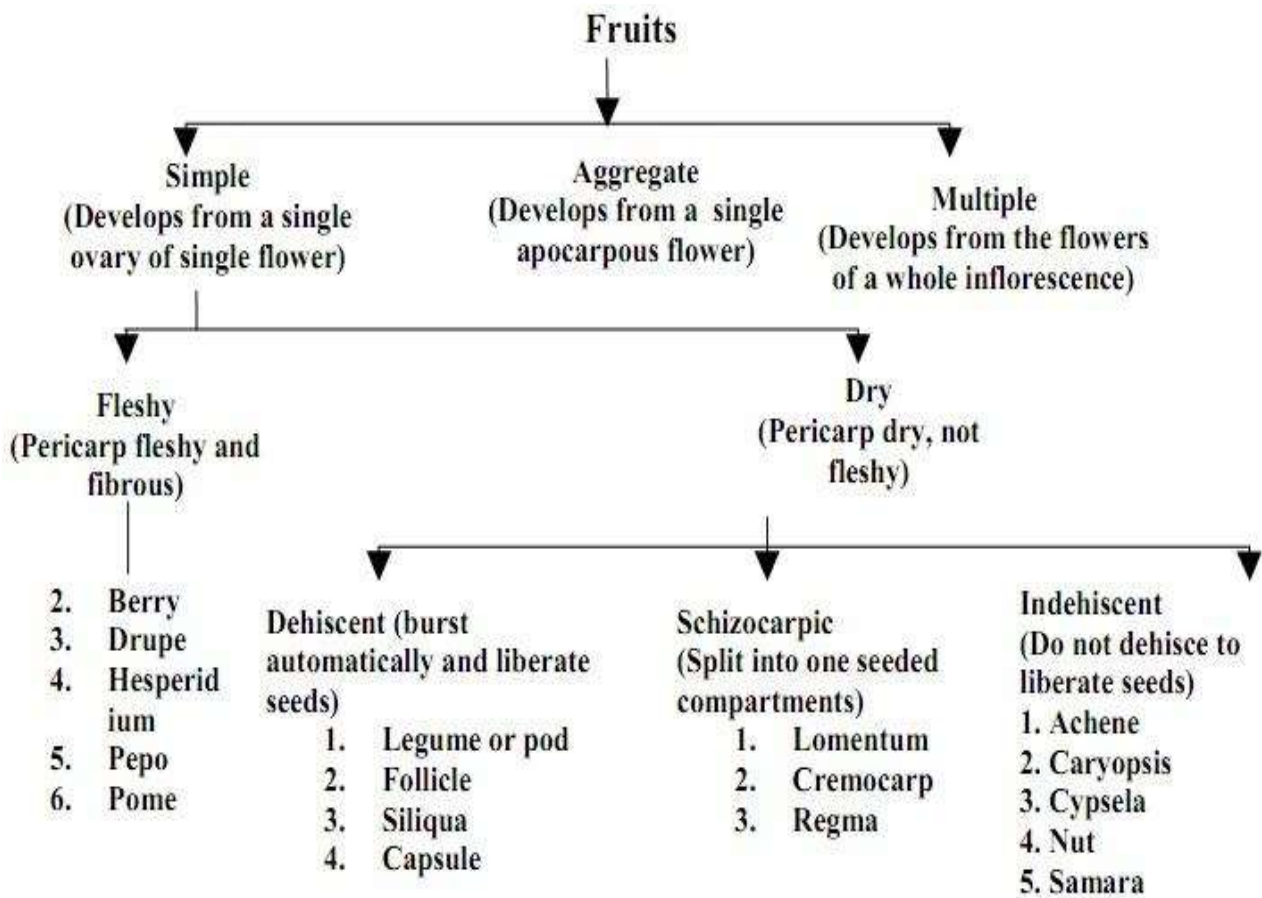 Fruits
Simple
(Develops from a single
ovary of single flower)
Aggregate
(Develops from a single
apocarpous flower)
Multiple
(Develops from the flowers
of a whole inflorescence)
Fleshy
(Pericarp fleshy and
fibrous)
Dry
(Pericarp dry, not
fleshy)
2. Berry
3. Drupe
4. Hesperid
ium
5. Pepo
6. Pome
Dehiscent (burst
automatically and liberate
seeds)
1. Legume or pod
2. Follicle
3. Siliqua
4. Capsule
Schizocarpic
(Split into one seeded
compartments)
1. Lomentum
2. Cremocarp
3. Regma
Indehiscent
(Do not dehisce to
liberate seeds)
1. Achene
2. Caryopsis
3. Cypsela
4. Nut
5. Samara